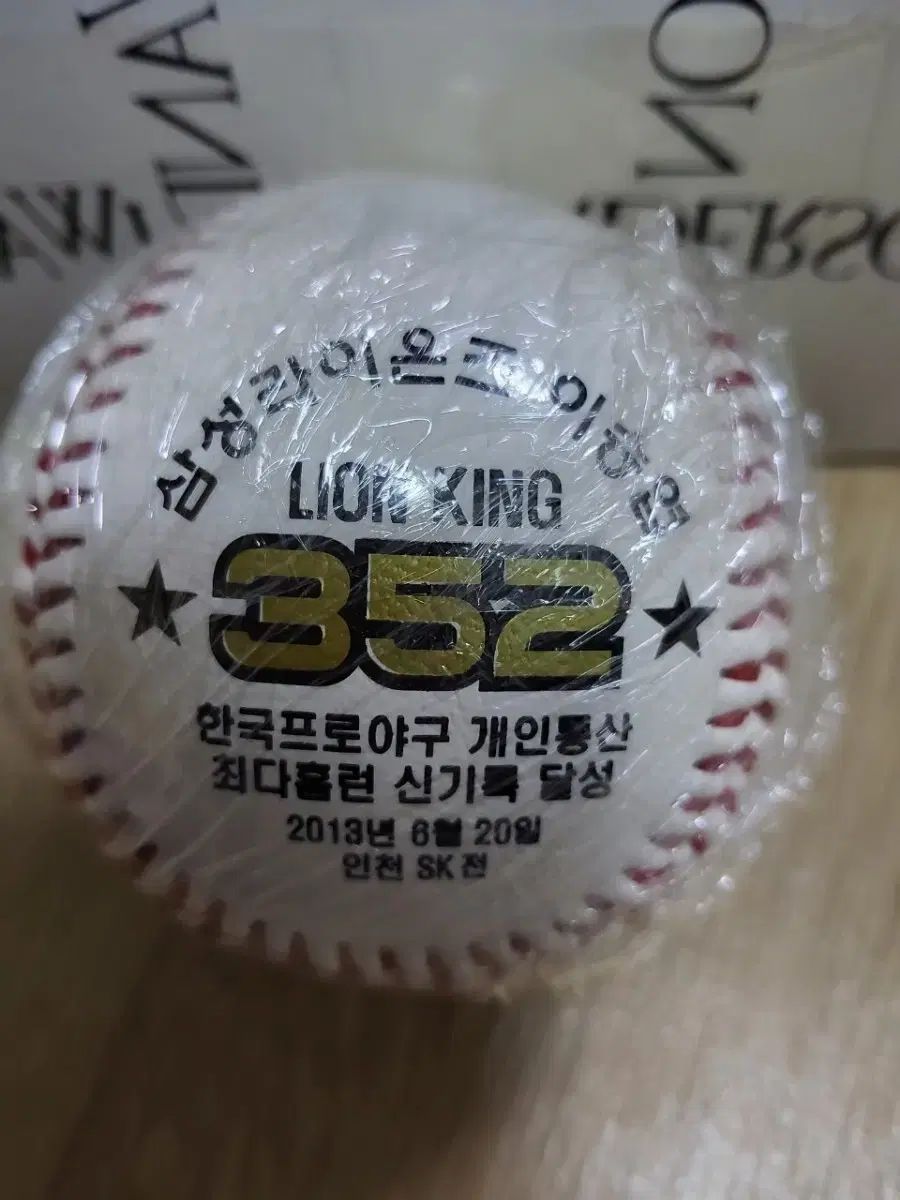 삼성라이온즈 이승엽
LION KING
352
한국프로야구 개인통산
최다홈런 신기록 달성
2013년 6월 20일
인천 SK전